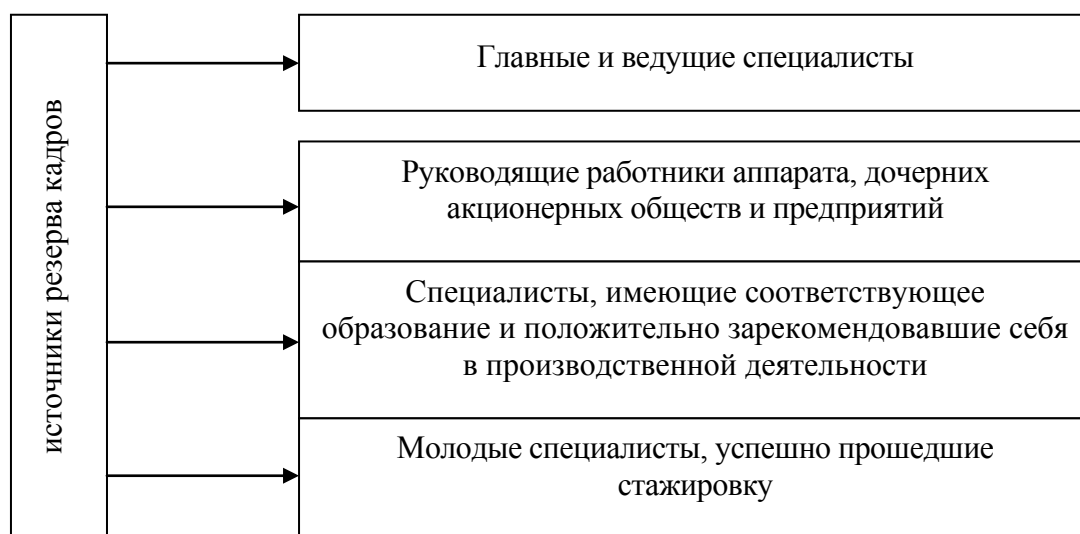 источники резерва кадров
Главные и ведущие специалисты
Руководящие работники аппарата, дочерних
акционерных обществ и предприятий
Специалисты, имеющие соответствующее
образование и положительно зарекомендовавшие себя
в производственной деятельности
Молодые специалисты, успешно прошедшие
стажировку